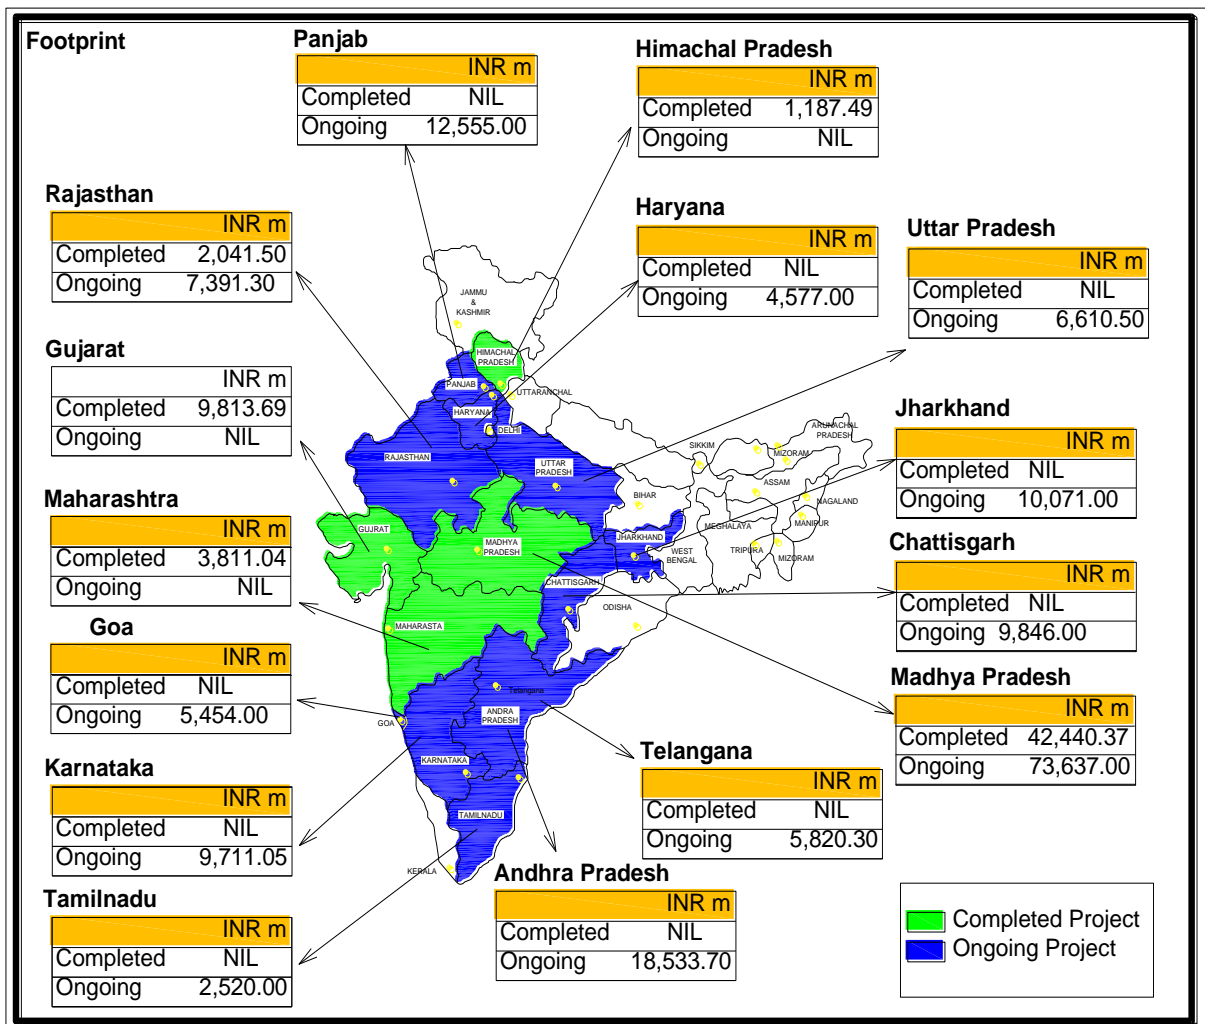 Footprint
Panjab
INR m
Completed NIL
Ongoing 12,555.00
Himachal Pradesh
INR m
Completed 1,187.49
Ongoing NIL
Rajasthan
INR m
Completed 2,041.50
Ongoing 7,391.30
Haryana
INR m
Completed NIL
Ongoing 4,577.00
Uttar Pradesh
INR m
Completed NIL
Ongoing 6,610.50
Gujarat
INR m
Completed 9,813.69
Ongoing NIL
Jharkhand
INR m
Completed NIL
Ongoing 10,071.00
Maharashtra
INR m
Completed 3,811.04
Ongoing NIL
Chattisgarh
INR m
Completed NIL
Ongoing 9,846.00
Goa
INR m
Completed NIL
Ongoing 5,454.00
Madhya Pradesh
INR m
Completed 42,440.37
Ongoing 73,637.00
Karnataka
INR m
Completed NIL
Ongoing 9,711.05
Telangana
INR m
Completed NIL
Ongoing 5,820.30
Tamilnadu
INR m
Completed NIL
Ongoing 2,520.00
Andhra Pradesh
INR m
Completed NIL
Ongoing 18,533.70
Completed Project
Ongoing Project
JAMMU
&
KASHMIR
HIMACHAL
PRADESH
PANJAB
UTTARANCHAL
HARYANA
DELHI
RAJASTHAN
UTTAR
PRADESH
SIKKIM
ARUNACHAL
PRADESH
MIZORAM
ASSAM
NAGALAND
BIHAR
MANIPUR
MEGHALAYA
GUJRAT
MADHYA
PRADESH
JHARKHAND
WEST
BENGAL
TRIPURA
MIZORAM
CHATTISGARH
ODISHA
MAHARASTA
Telangana
ANDRA
PRADESH
GOA
KARNATAKA
TAMILNADU
KERALA